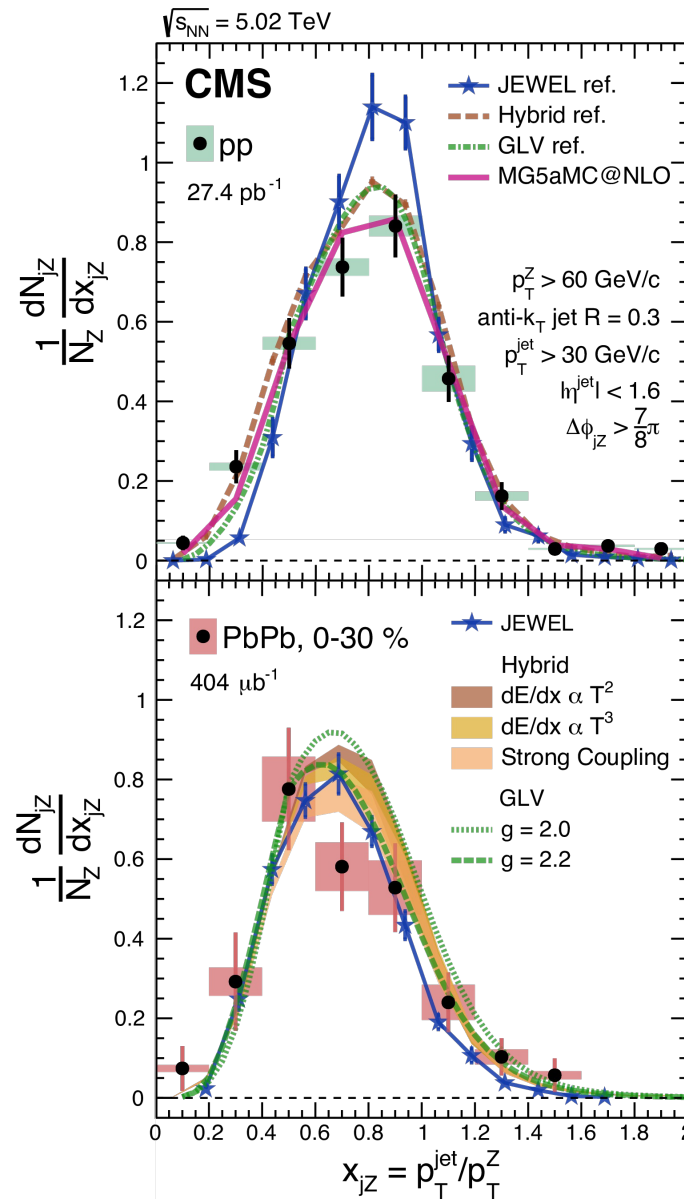 √s_NN = 5.02 TeV
CMS
pp
27.4 pb⁻¹
JEWEL ref.
Hybrid ref.
GLV ref.
MG5aMC@NLO
p_T^Z > 60 GeV/c
anti-k_T jet R = 0.3
p_T^jet > 30 GeV/c
|η^jet| < 1.6
Δφ_jZ > 7/8 π
1/N_Z dN_jZ/dx_jZ
1.2
1
0.8
0.6
0.4
0.2
0
PbPb, 0-30 %
404 μb⁻¹
JEWEL
Hybrid
dE/dx α T²
dE/dx α T³
Strong Coupling
GLV
g = 2.0
g = 2.2
1/N_Z dN_jZ/dx_jZ
1.2
1
0.8
0.6
0.4
0.2
0
0 0.2 0.4 0.6 0.8 1 1.2 1.4 1.6 1.8 2
x_jZ = p_T^jet/p_T^Z